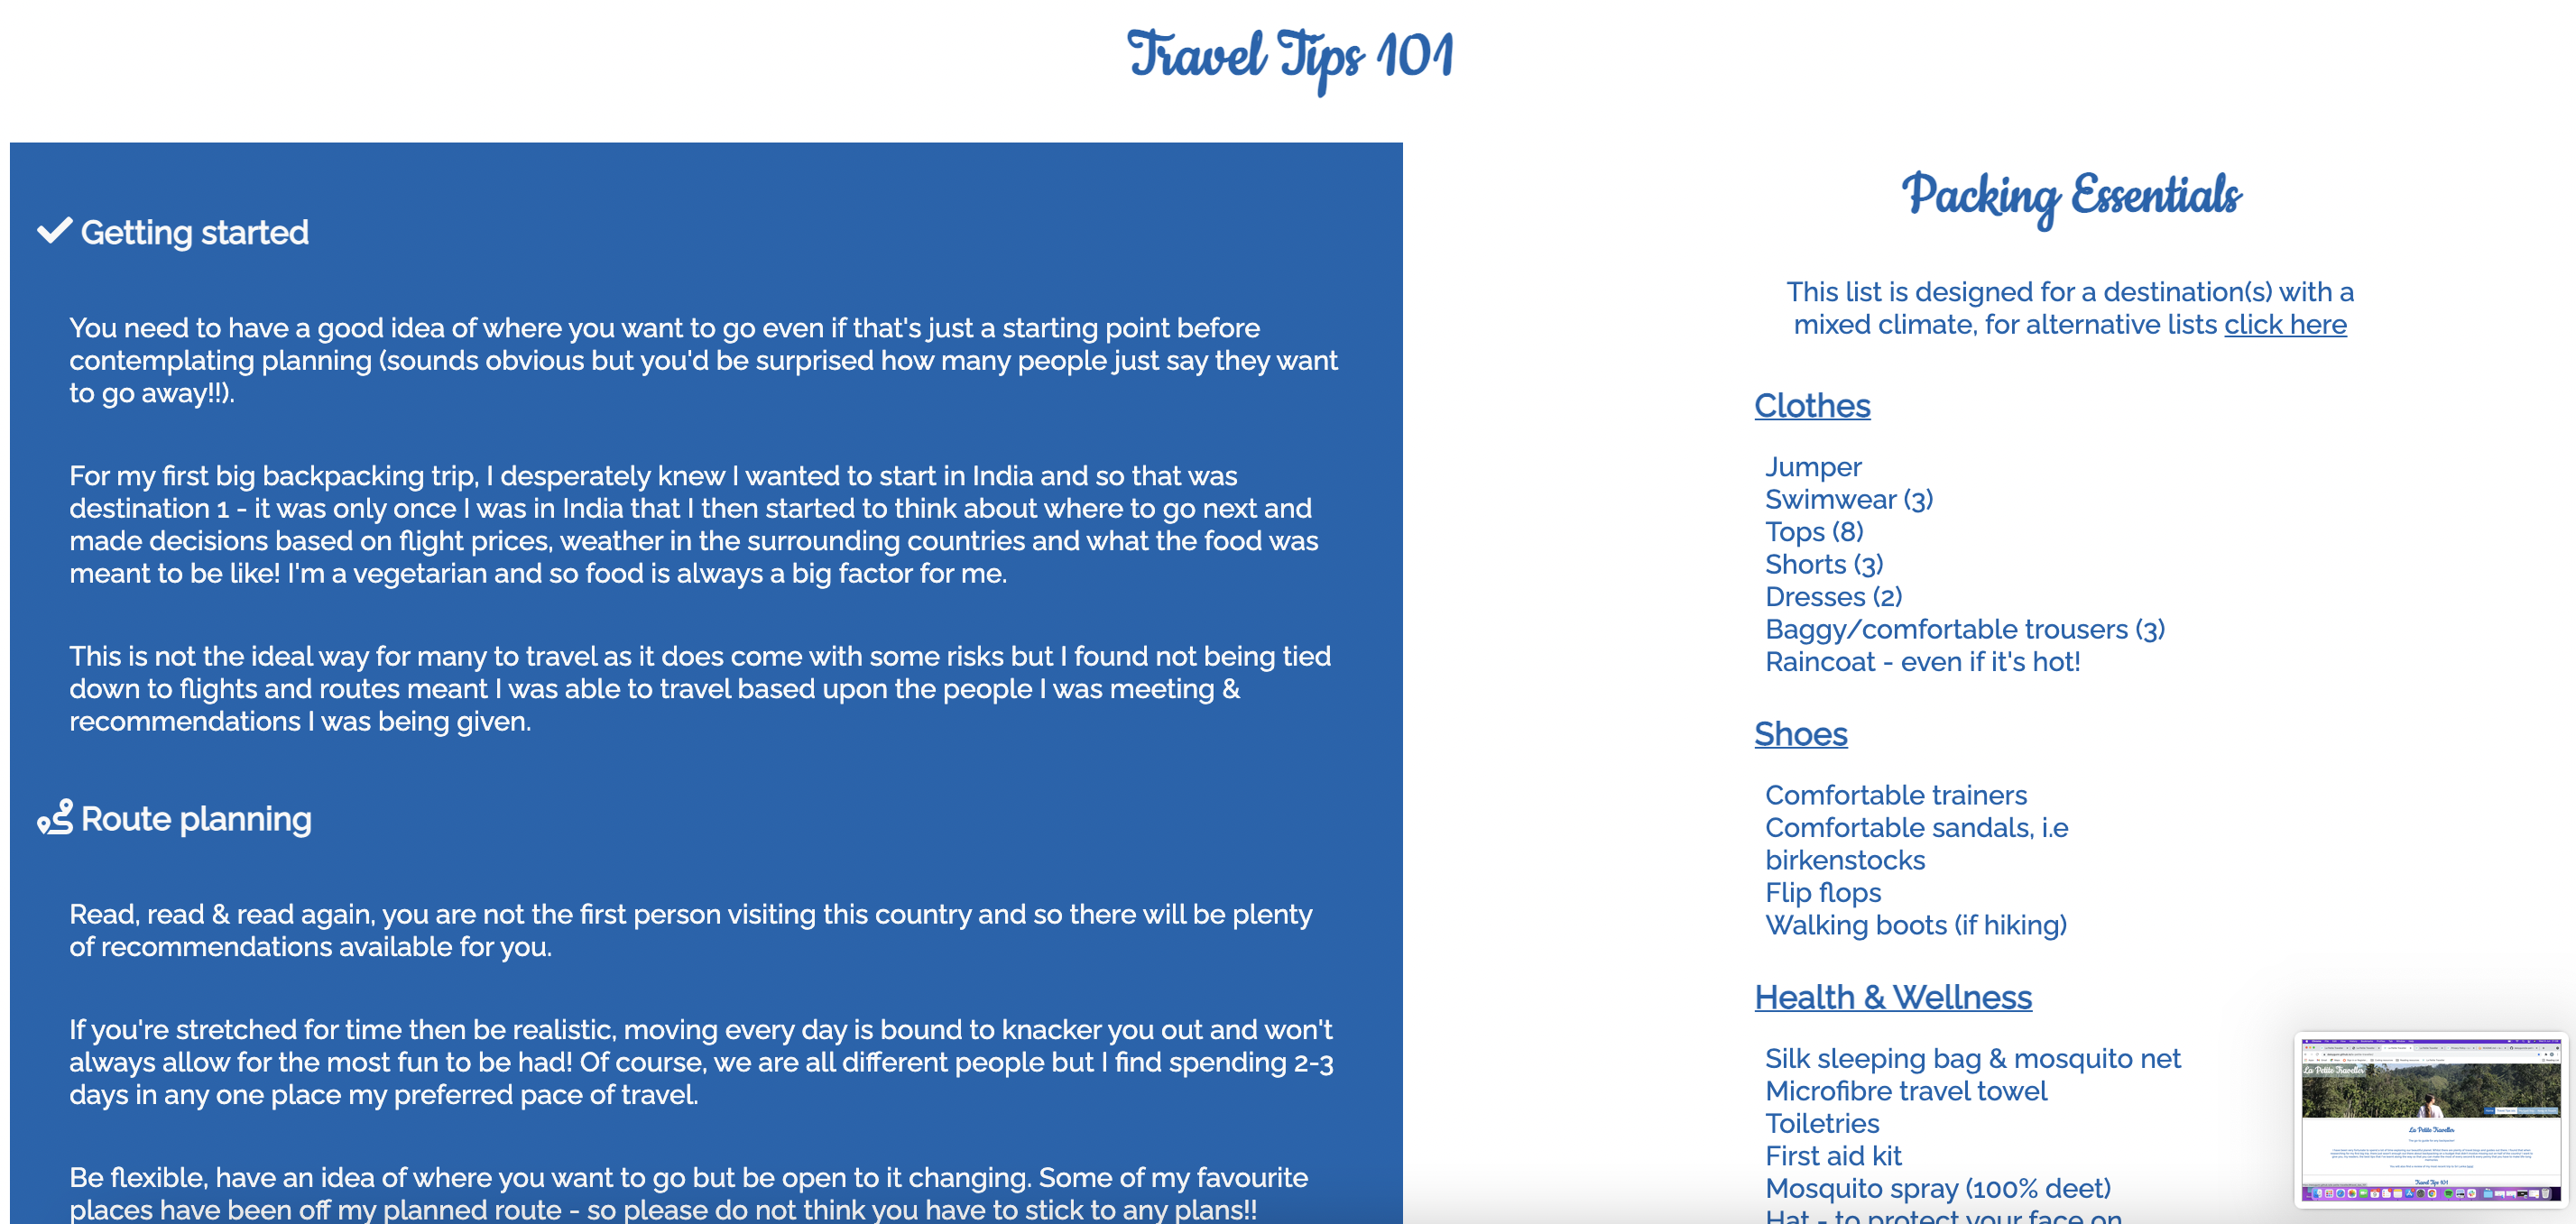 Travel Tips 101
Getting started
You need to have a good idea of where you want to go even if that's just a starting point before
contemplating planning (sounds obvious but you'd be surprised how many people just say they want
to go away!!).
For my first big backpacking trip, I desperately knew I wanted to start in India and so that was
destination 1 - it was only once I was in India that I then started to think about where to go next and
made decisions based on flight prices, weather in the surrounding countries and what the food was
meant to be like! I'm a vegetarian and so food is always a big factor for me.
This is not the ideal way for many to travel as it does come with some risks but I found not being tied
down to flights and routes meant I was able to travel based upon the people I was meeting &
recommendations I was being given.
Route planning
Read, read & read again, you are not the first person visiting this country and so there will be plenty
of recommendations available for you.
If you're stretched for time then be realistic, moving every day is bound to knacker you out and won't
always allow for the most fun to be had! Of course, we are all different people but I find spending 2-3
days in any one place my preferred pace of travel.
Be flexible, have an idea of where you want to go but be open to it changing. Some of my favourite
places have been off my planned route - so please do not think you have to stick to any plans!!
Packing Essentials
This list is designed for a destination(s) with a
mixed climate, for alternative lists click here
Clothes
Jumper
Swimwear (3)
Tops (8)
Shorts (3)
Dresses (2)
Baggy/comfortable trousers (3)
Raincoat - even if it's hot!
Shoes
Comfortable trainers
Comfortable sandals, i.e
birkenstocks
Flip flops
Walking boots (if hiking)
Health & Wellness
Silk sleeping bag & mosquito net
Microfibre travel towel
Toiletries
First aid kit
Mosquito spray (100% deet)
Hat - to protect your face on
La Petite Traveller
La Petite Traveller
Travel Tips 101